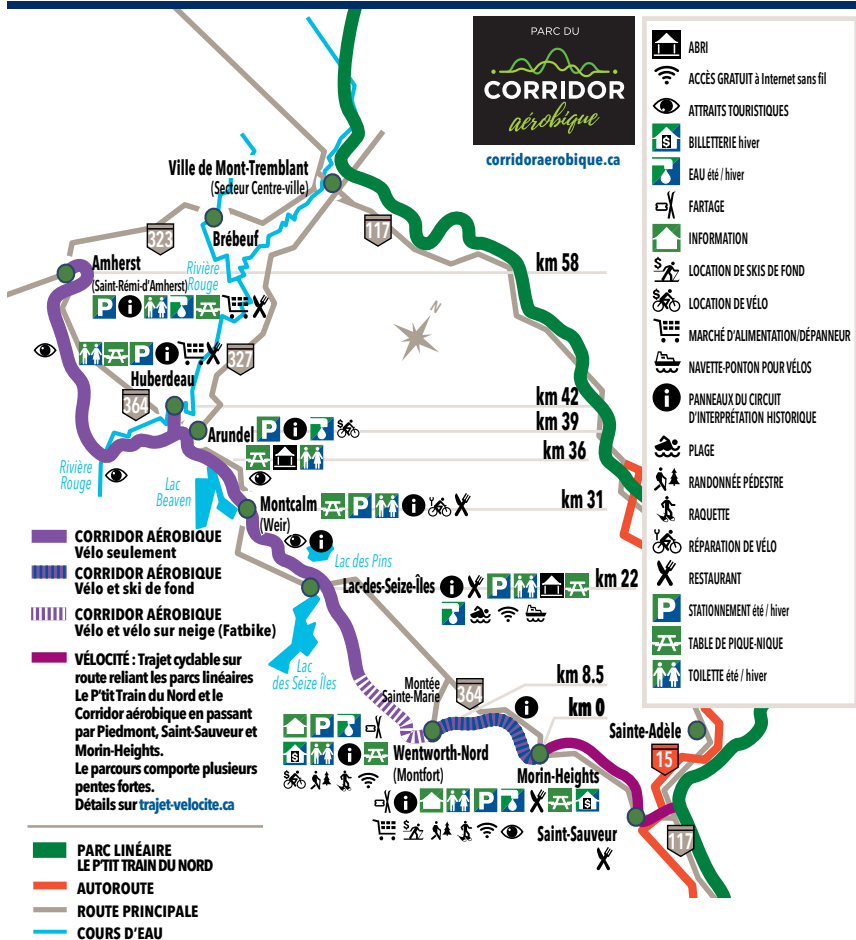 PARC DU
CORRIDOR
aérobique
corridoraerobique.ca
ABRI
ACCÈS GRATUIT à Internet sans fil
ATTRAITS TOURISTIQUES
BILLETTERIE hiver
EAU été / hiver
FARTAGE
INFORMATION
LOCATION DE SKIS DE FOND
LOCATION DE VÉLO
MARCHÉ D'ALIMENTATION/DÉPANNEUR
NAVETTE-PONTON POUR VÉLOS
PANNEAUX DU CIRCUIT
D'INTERPRÉTATION HISTORIQUE
PLAGE
RANDONNÉE PÉDESTRE
RAQUETTE
RÉPARATION DE VÉLO
RESTAURANT
STATIONNEMENT été / hiver
TABLE DE PIQUE-NIQUE
TOILETTE été / hiver
Ville de Mont-Tremblant
(Secteur Centre-ville)
323
Brébeuf
117
Amherst
(Saint-Rémi-d'Amherst)
Rivière
Rouge
km 58
N
327
Huberdeau
364
km 42
Arundel
km 39
km 36
Rivière
Rouge
Lac
Beaven
Montcalm
(Weir)
km 31
Lac des Pins
Lac-des-Seize-Îles
km 22
Lac
des Seize Îles
Montée
Sainte-Marie
364
km 8.5
km 0
Wentworth-Nord
(Montfort)
Morin-Heights
Sainte-Adèle
15
Saint-Sauveur
117
CORRIDOR AÉROBIQUE
Vélo seulement
CORRIDOR AÉROBIQUE
Vélo et ski de fond
CORRIDOR AÉROBIQUE
Vélo et vélo sur neige (Fatbike)
VÉLOCITÉ : Trajet cyclable sur
route reliant les parcs linéaires
Le P'tit Train du Nord et le
Corridor aérobique en passant
par Piedmont, Saint-Sauveur et
Morin-Heights.
Le parcours comporte plusieurs
pentes fortes.
Détails sur trajet-velocite.ca
PARC LINÉAIRE
LE P'TIT TRAIN DU NORD
AUTOROUTE
ROUTE PRINCIPALE
COURS D'EAU